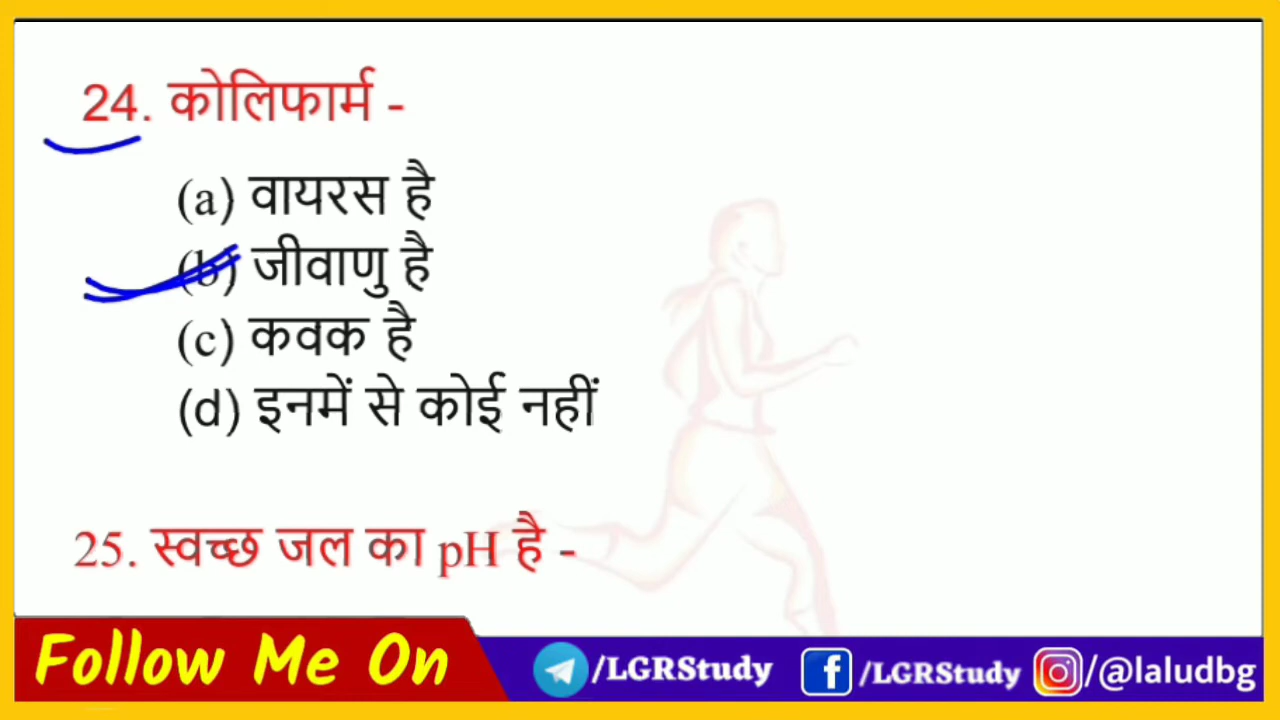 24. कोलिफार्म -
(a) वायरस है
(b) जीवाणु है
(c) कवक है
(d) इनमें से कोई नहीं
25. स्वच्छ जल का pH है -
Follow Me On /LGRStudy /LGRStudy /@laludbg